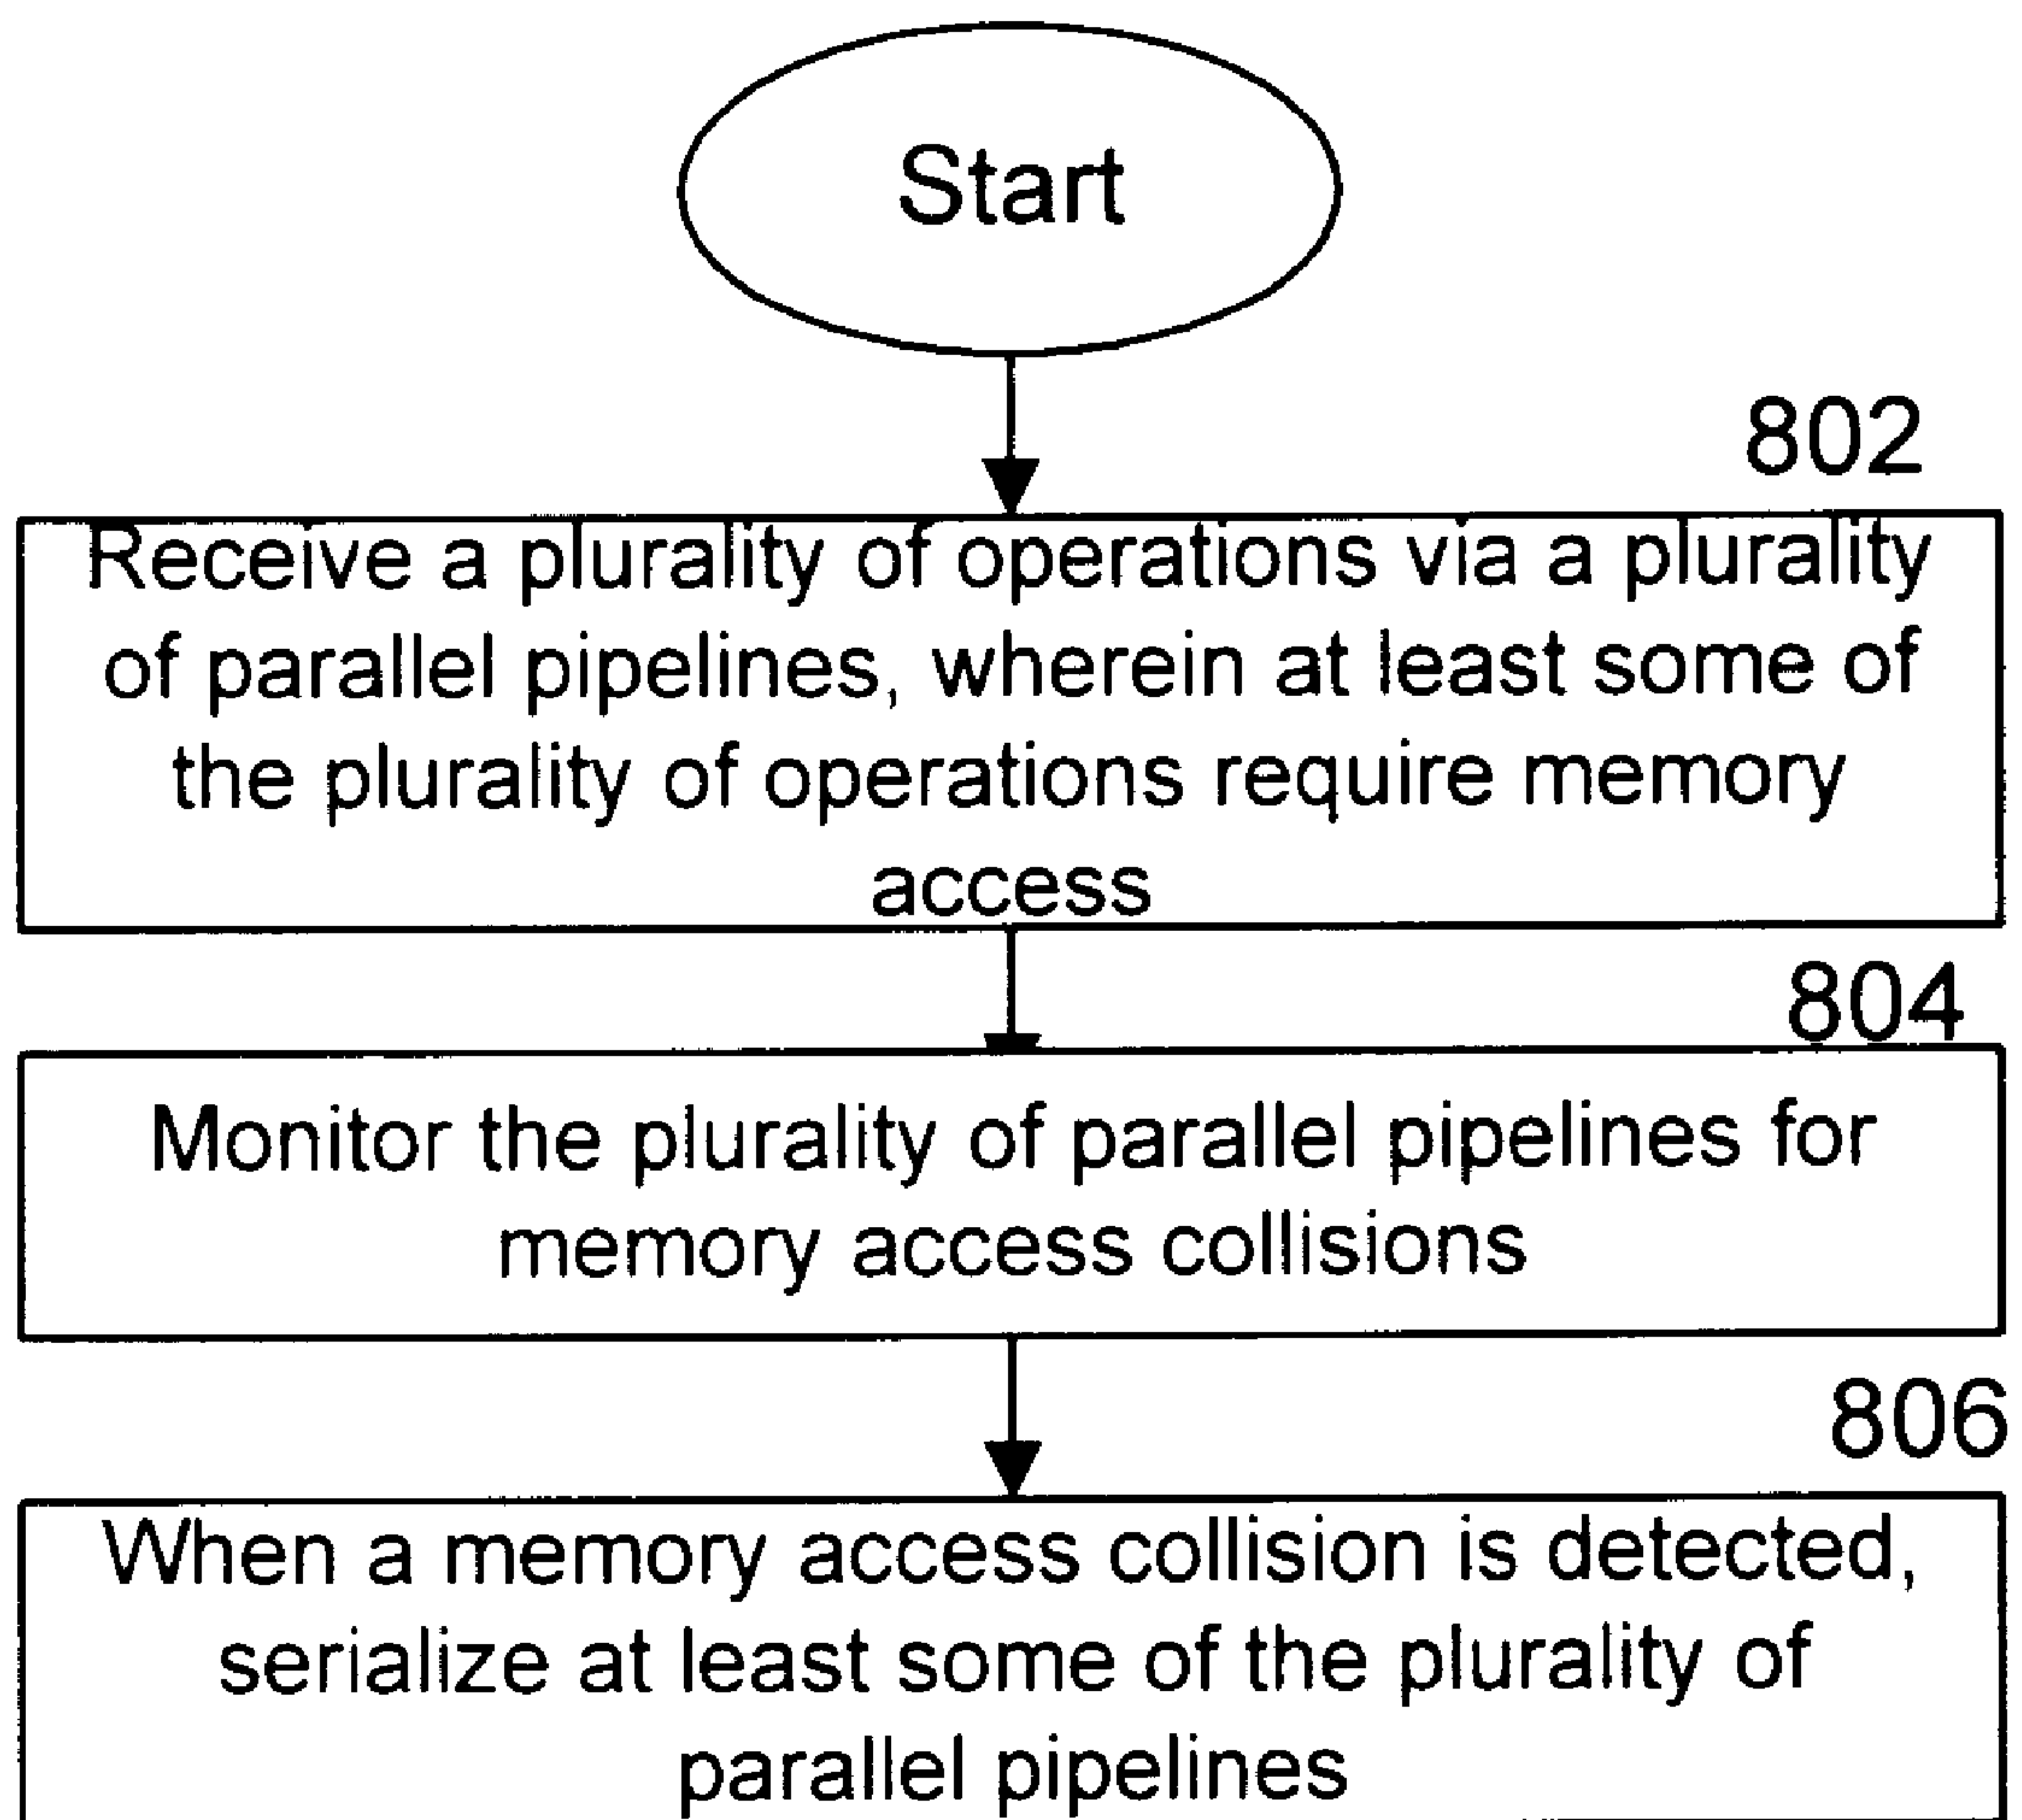 Start
802
Receive a plurality of operations via a plurality
of parallel pipelines, wherein at least some of
the plurality of operations require memory
access
804
Monitor the plurality of parallel pipelines for
memory access collisions
806
When a memory access collision is detected,
serialize at least some of the plurality of
parallel pipelines